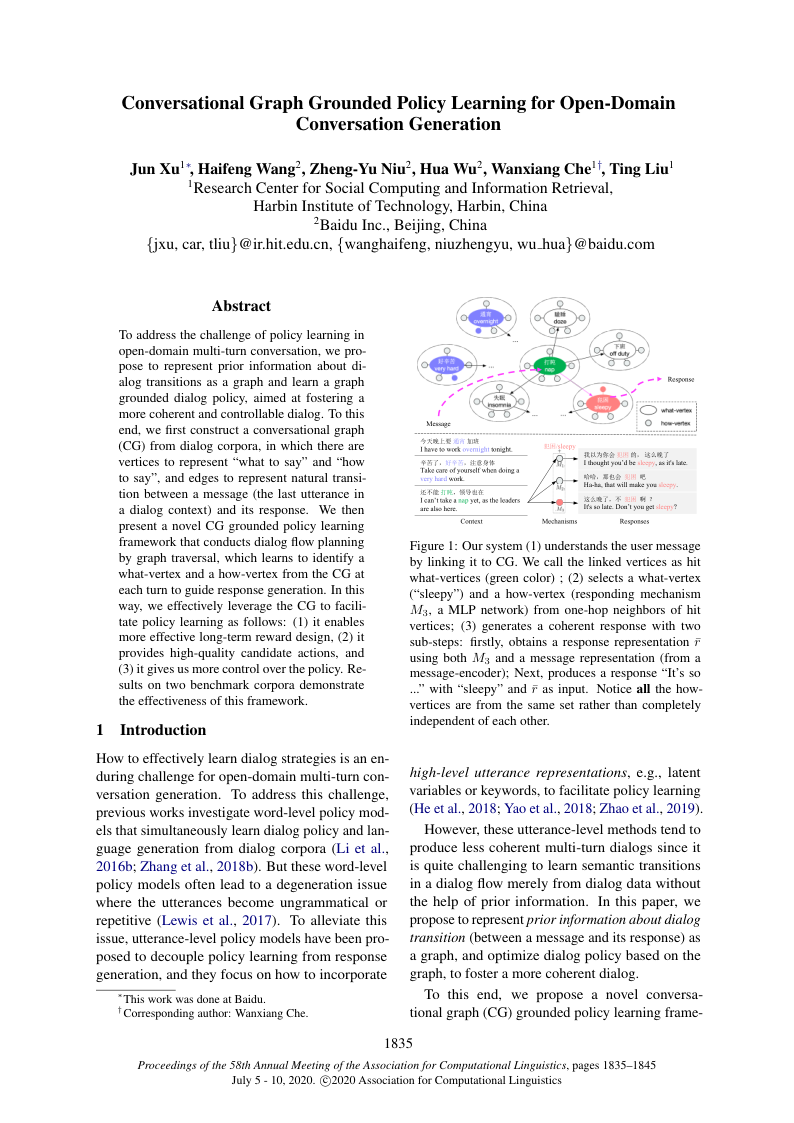 Conversational Graph Grounded Policy Learning for Open-Domain
Conversation Generation
Jun Xu1∗, Haifeng Wang2, Zheng-Yu Niu2, Hua Wu2, Wanxiang Che1†, Ting Liu1
1Research Center for Social Computing and Information Retrieval,
Harbin Institute of Technology, Harbin, China
2Baidu Inc., Beijing, China
{jxu, car, tliu}@ir.hit.edu.cn, {wanghaifeng, niuzhengyu, wu_hua}@baidu.com
Abstract
To address the challenge of policy learning in
open-domain multi-turn conversation, we pro-
pose to represent prior information about di-
alog transitions as a graph and learn a graph
grounded dialog policy, aimed at fostering a
more coherent and controllable dialog. To this
end, we first construct a conversational graph
(CG) from dialog corpora, in which there are
vertices to represent “what to say” and “how
to say”, and edges to represent natural transi-
tion between a message (the last utterance in
a dialog context) and its response. We then
present a novel CG grounded policy learning
framework that conducts dialog flow planning
by graph traversal, which learns to identify a
what-vertex and a how-vertex from the CG at
each turn to guide response generation. In this
way, we effectively leverage the CG to facili-
tate policy learning as follows: (1) it enables
more effective long-term reward design, (2) it
provides high-quality candidate actions, and
(3) it gives us more control over the policy. Re-
sults on two benchmark corpora demonstrate
the effectiveness of this framework.
1 Introduction
How to effectively learn dialog strategies is an en-
during challenge for open-domain multi-turn con-
versation generation. To address this challenge,
previous works investigate word-level policy mod-
els that simultaneously learn dialog policy and lan-
guage generation from dialog corpora (Li et al.,
2016b; Zhang et al., 2018b). But these word-level
policy models often lead to a degeneration issue
where the utterances become ungrammatical or
repetitive (Lewis et al., 2017). To alleviate this
issue, utterance-level policy models have been pro-
posed to decouple policy learning from response
generation, and they focus on how to incorporate
∗This work was done at Baidu.
†Corresponding author: Wanxiang Che.
通宵
overnight
瞌睡
doze
下班
off duty
好辛苦
very hard
打盹
nap
失眠
insomnia
犯困
sleepy
...
...
...
...
Response
Message
what-vertex
how-vertex
今天晚上要 通宵 加班
I have to work overnight tonight.
辛苦了，好辛苦，注意身体
Take care of yourself when doing a
very hard work.
还不能 打盹，领导也在
I can't take a nap yet, as the leaders
are also here.
犯困/sleepy
M1
M2
M3
我以为你会 犯困 的，这么晚了
I thought you'd be sleepy, as it's late.
哈哈，那也会 犯困 吧
Ha-ha, that will make you sleepy.
这么晚了，不 犯困 啊？
It's so late. Don't you get sleepy?
Context
Mechanisms
Responses
Figure 1: Our system (1) understands the user message
by linking it to CG. We call the linked vertices as hit
what-vertices (green color) ; (2) selects a what-vertex
(“sleepy”) and a how-vertex (responding mechanism
M3, a MLP network) from one-hop neighbors of hit
vertices; (3) generates a coherent response with two
sub-steps: firstly, obtains a response representation r̄
using both M3 and a message representation (from a
message-encoder); Next, produces a response “It’s so
...” with “sleepy” and r̄ as input. Notice all the how-
vertices are from the same set rather than completely
independent of each other.
high-level utterance representations, e.g., latent
variables or keywords, to facilitate policy learning
(He et al., 2018; Yao et al., 2018; Zhao et al., 2019).
However, these utterance-level methods tend to
produce less coherent multi-turn dialogs since it
is quite challenging to learn semantic transitions
in a dialog flow merely from dialog data without
the help of prior information. In this paper, we
propose to represent prior information about dialog
transition (between a message and its response) as
a graph, and optimize dialog policy based on the
graph, to foster a more coherent dialog.
To this end, we propose a novel conversa-
tional graph (CG) grounded policy learning frame-
1835
Proceedings of the 58th Annual Meeting of the Association for Computational Linguistics, pages 1835–1845
July 5 - 10, 2020. ©2020 Association for Computational Linguistics